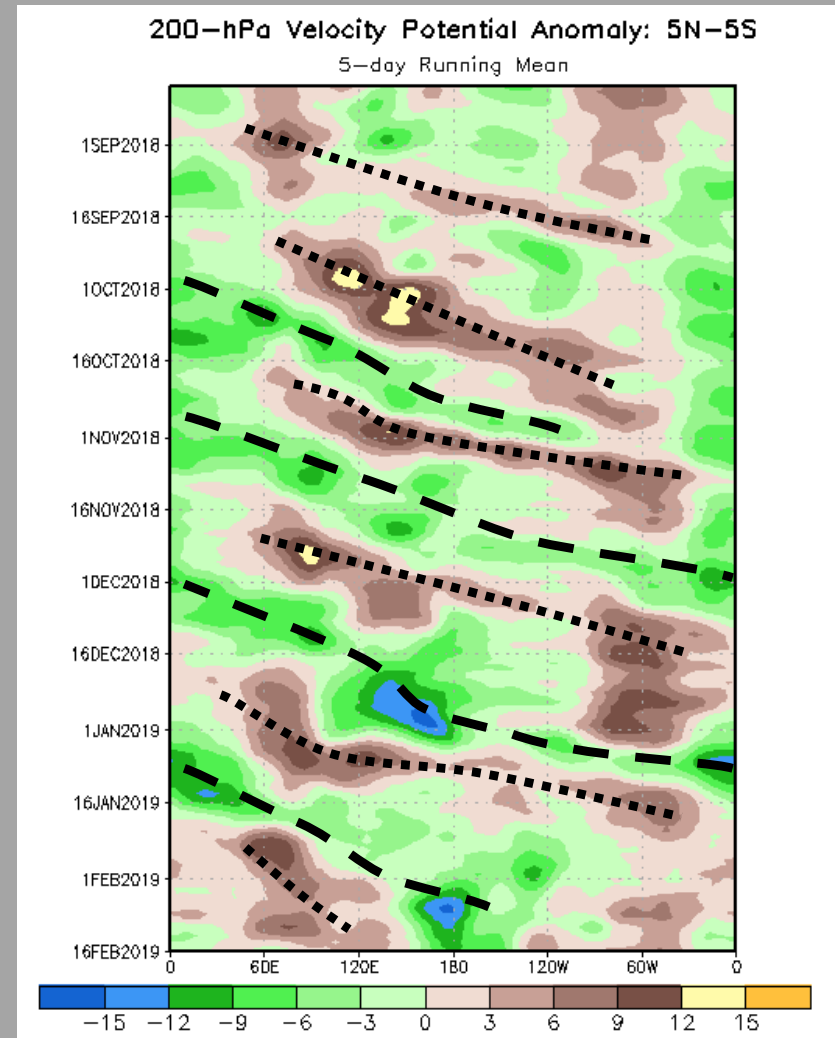 200-hPa Velocity Potential Anomaly: 5N-5S
5-day Running Mean
1SEP2018
16SEP2018
1OCT2018
16OCT2018
1NOV2018
16NOV2018
1DEC2018
16DEC2018
1JAN2019
16JAN2019
1FEB2019
16FEB2019
0 60E 120E 180 120W 60W 0
-15 -12 -9 -6 -3 0 3 6 9 12 15